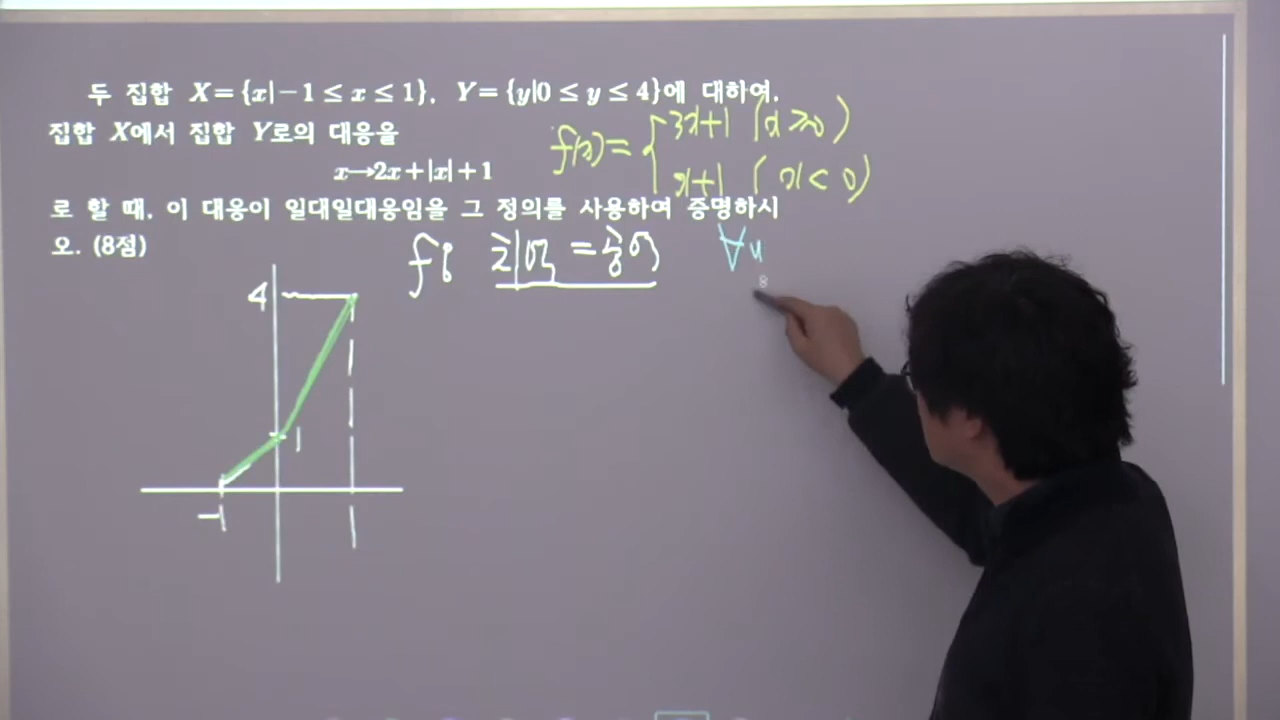 두 집합 X={x|−1≤x≤1}, Y={y|0≤y≤4}에 대하여,
집합 X에서 집합 Y로의 대응을
x→2x+|x|+1
f(x)= { 3x+1 (x≥0)
x+1 (x<0)
로 할 때, 이 대응이 일대일대응임을 그 정의를 사용하여 증명하시
오. (8점)
f: 치역=공역 ∀y
4
1
-1 1